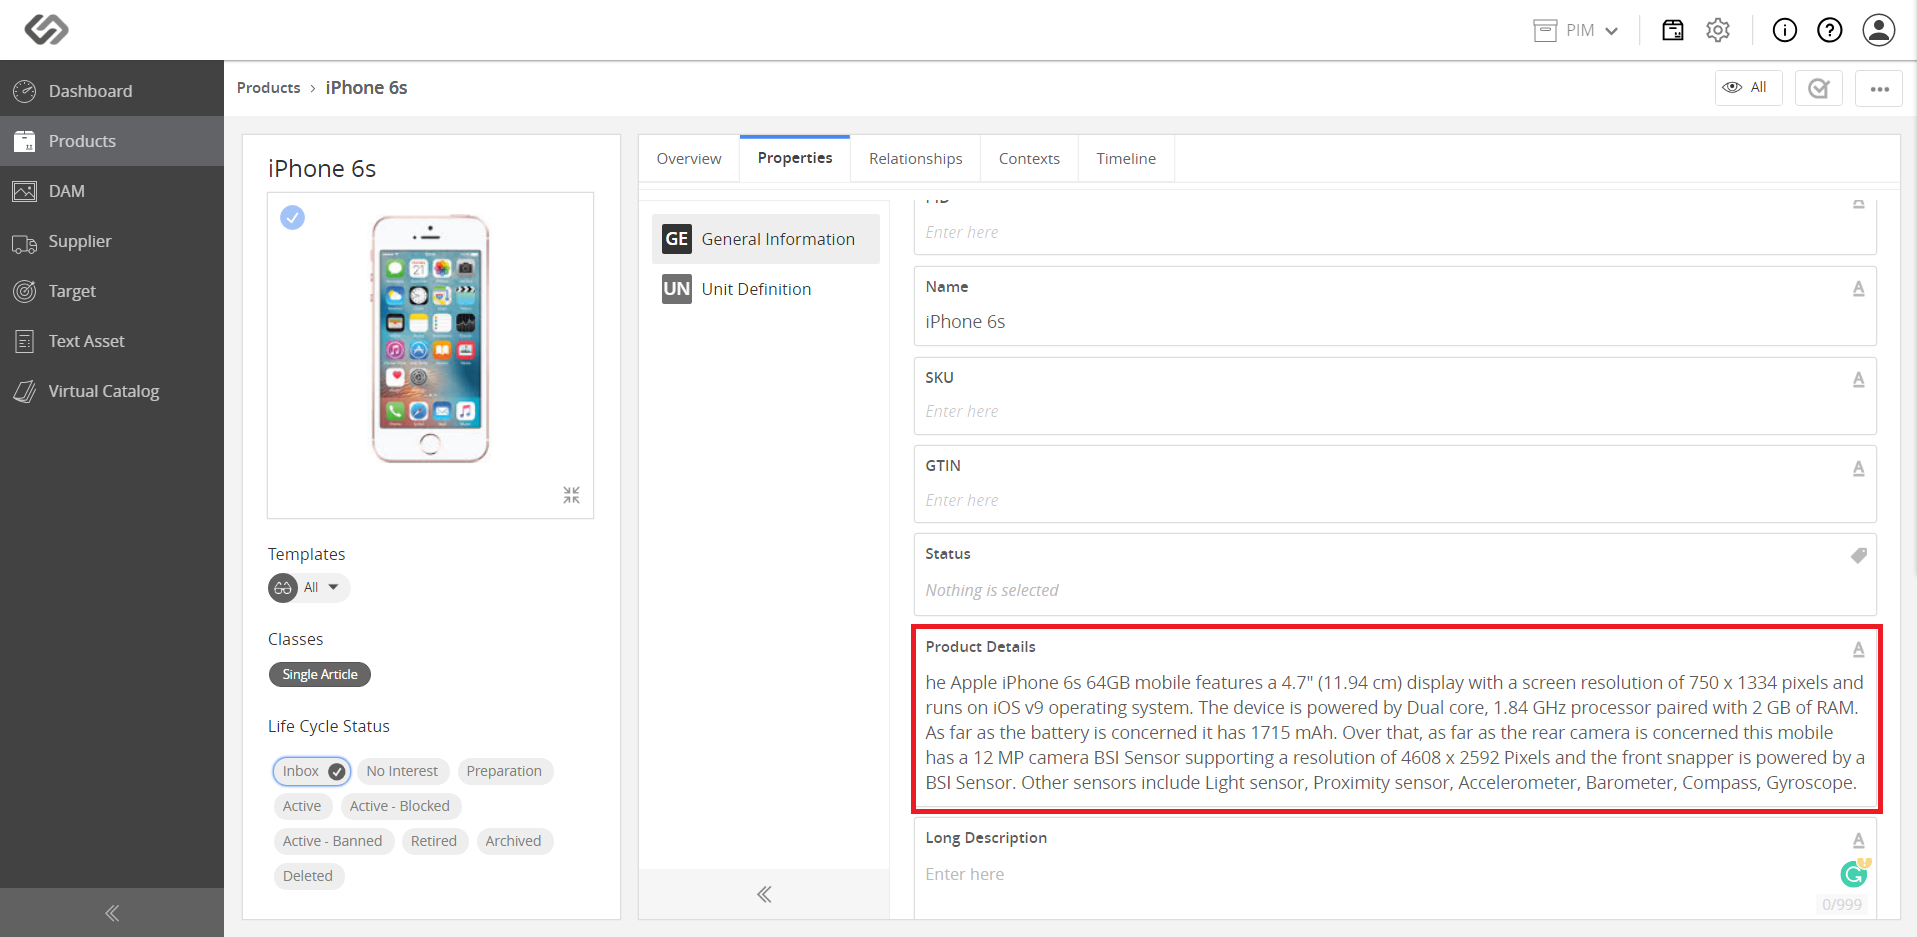 PIM
Dashboard
Products
DAM
Supplier
Target
Text Asset
Virtual Catalog
Products › iPhone 6s
All
iPhone 6s
Templates
All
Classes
Single Article
Life Cycle Status
Inbox
No Interest
Preparation
Active
Active - Blocked
Active - Banned
Retired
Archived
Deleted
Overview
Properties
Relationships
Contexts
Timeline
GE General Information
UN Unit Definition
Enter here
Name
iPhone 6s
SKU
Enter here
GTIN
Enter here
Status
Nothing is selected
Product Details
he Apple iPhone 6s 64GB mobile features a 4.7" (11.94 cm) display with a screen resolution of 750 x 1334 pixels and
runs on iOS v9 operating system. The device is powered by Dual core, 1.84 GHz processor paired with 2 GB of RAM.
As far as the battery is concerned it has 1715 mAh. Over that, as far as the rear camera is concerned this mobile
has a 12 MP camera BSI Sensor supporting a resolution of 4608 x 2592 Pixels and the front snapper is powered by a
BSI Sensor. Other sensors include Light sensor, Proximity sensor, Accelerometer, Barometer, Compass, Gyroscope.
Long Description
Enter here
0/999